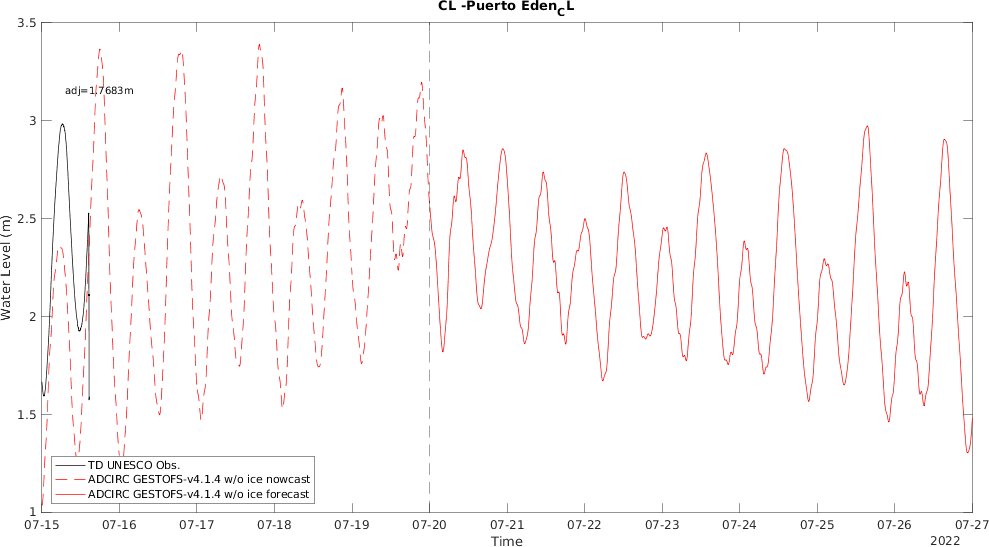 CL -Puerto Eden_CL
3.5
adj=1.7683m
3
2.5
Water Level (m)
2
1.5
TD UNESCO Obs.
ADCIRC GESTOFS-v4.1.4 w/o ice nowcast
ADCIRC GESTOFS-v4.1.4 w/o ice forecast
1
07-15 07-16 07-17 07-18 07-19 07-20 07-21 07-22 07-23 07-24 07-25 07-26 07-27
Time
2022